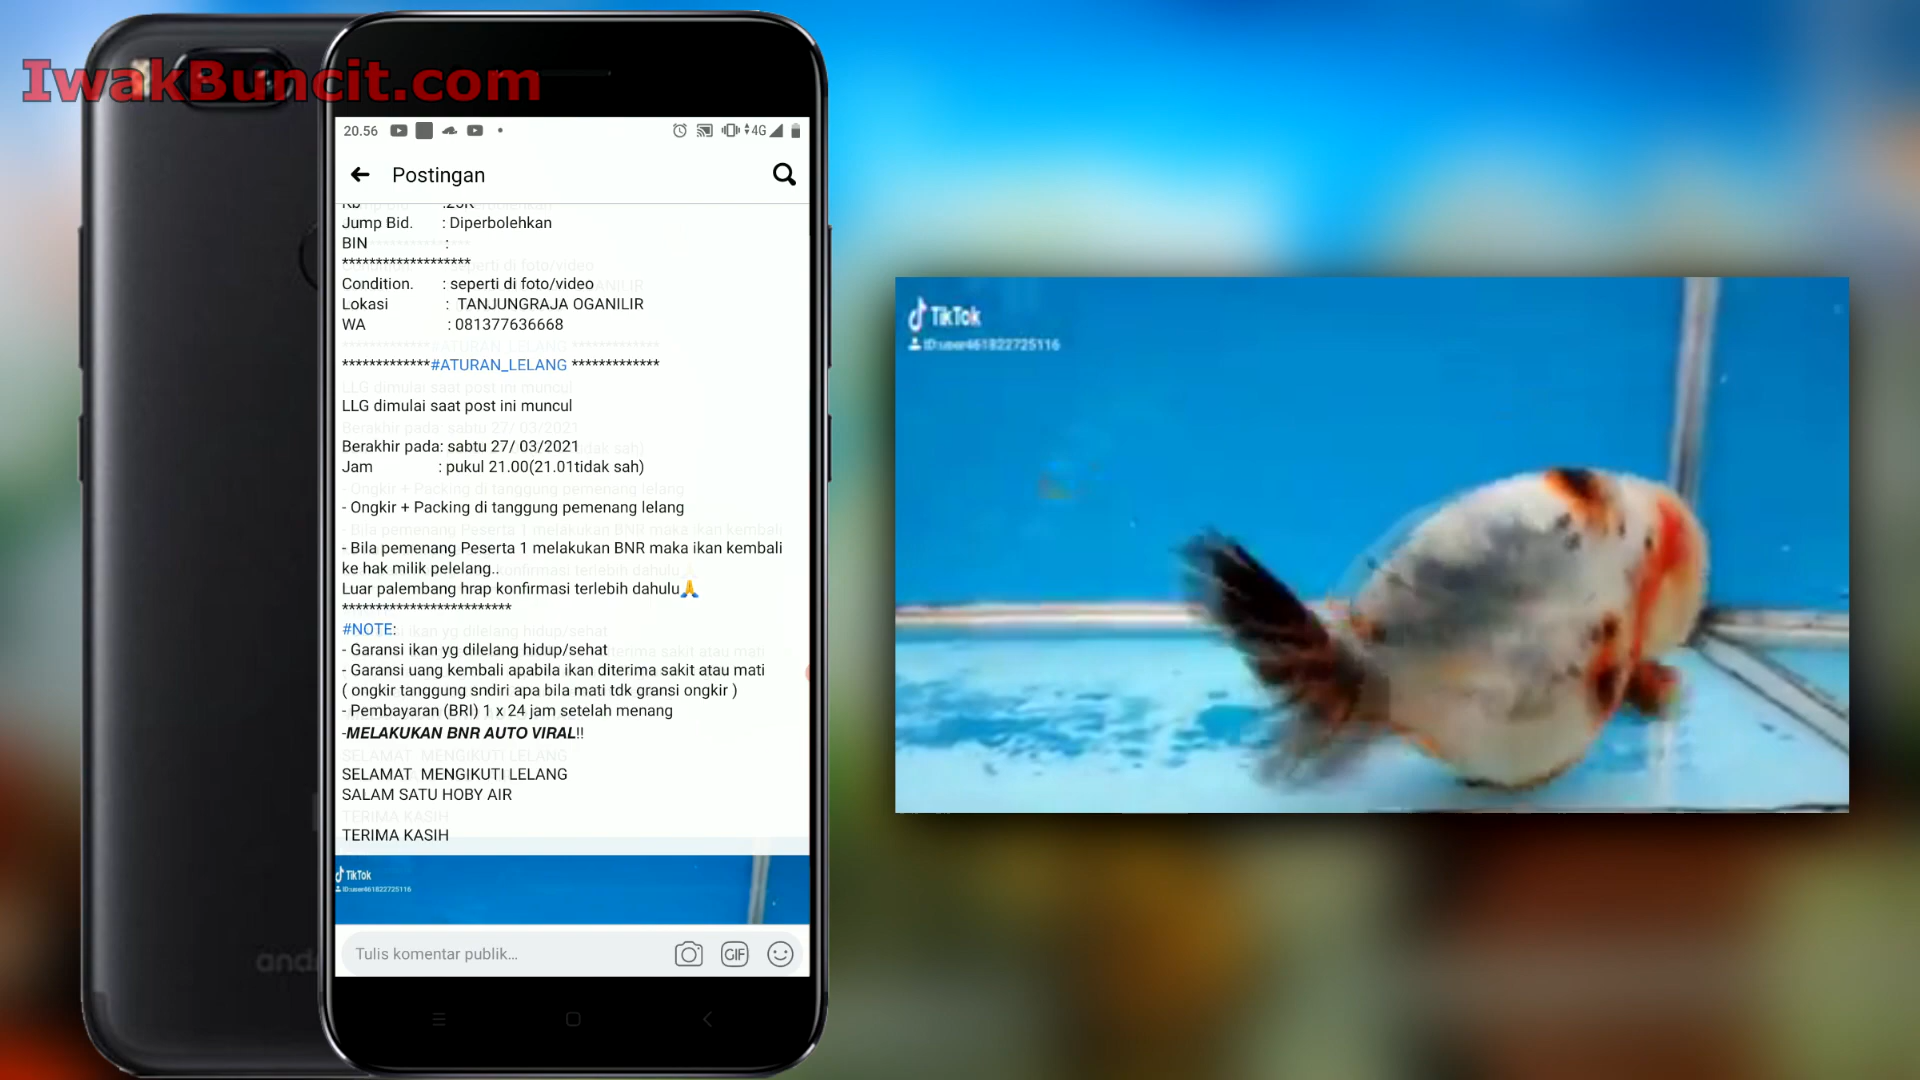 IwakBuncit.com
20.56
4G
Postingan
Jump Bid. : Diperbolehkan
BIN :
*******************
Condition. : seperti di foto/video
Lokasi : TANJUNGRAJA OGANILIR
WA : 081377636668
*************#ATURAN_LELANG *************
LLG dimulai saat post ini muncul
Berakhir pada: sabtu 27/ 03/2021
Jam : pukul 21.00(21.01tidak sah)
- Ongkir + Packing di tanggung pemenang lelang
- Bila pemenang Peserta 1 melakukan BNR maka ikan kembali
ke hak milik pelelang..
Luar palembang hrap konfirmasi terlebih dahulu🙏
*************************
#NOTE:
- Garansi ikan yg dilelang hidup/sehat
- Garansi uang kembali apabila ikan diterima sakit atau mati
( ongkir tanggung sndiri apa bila mati tdk gransi ongkir )
- Pembayaran (BRI) 1 x 24 jam setelah menang
-MELAKUKAN BNR AUTO VIRAL!!
SELAMAT MENGIKUTI LELANG
SALAM SATU HOBY AIR
TERIMA KASIH
TikTok
ID:user461822725116
Tulis komentar publik...
GIF
TikTok
ID:user461822725116